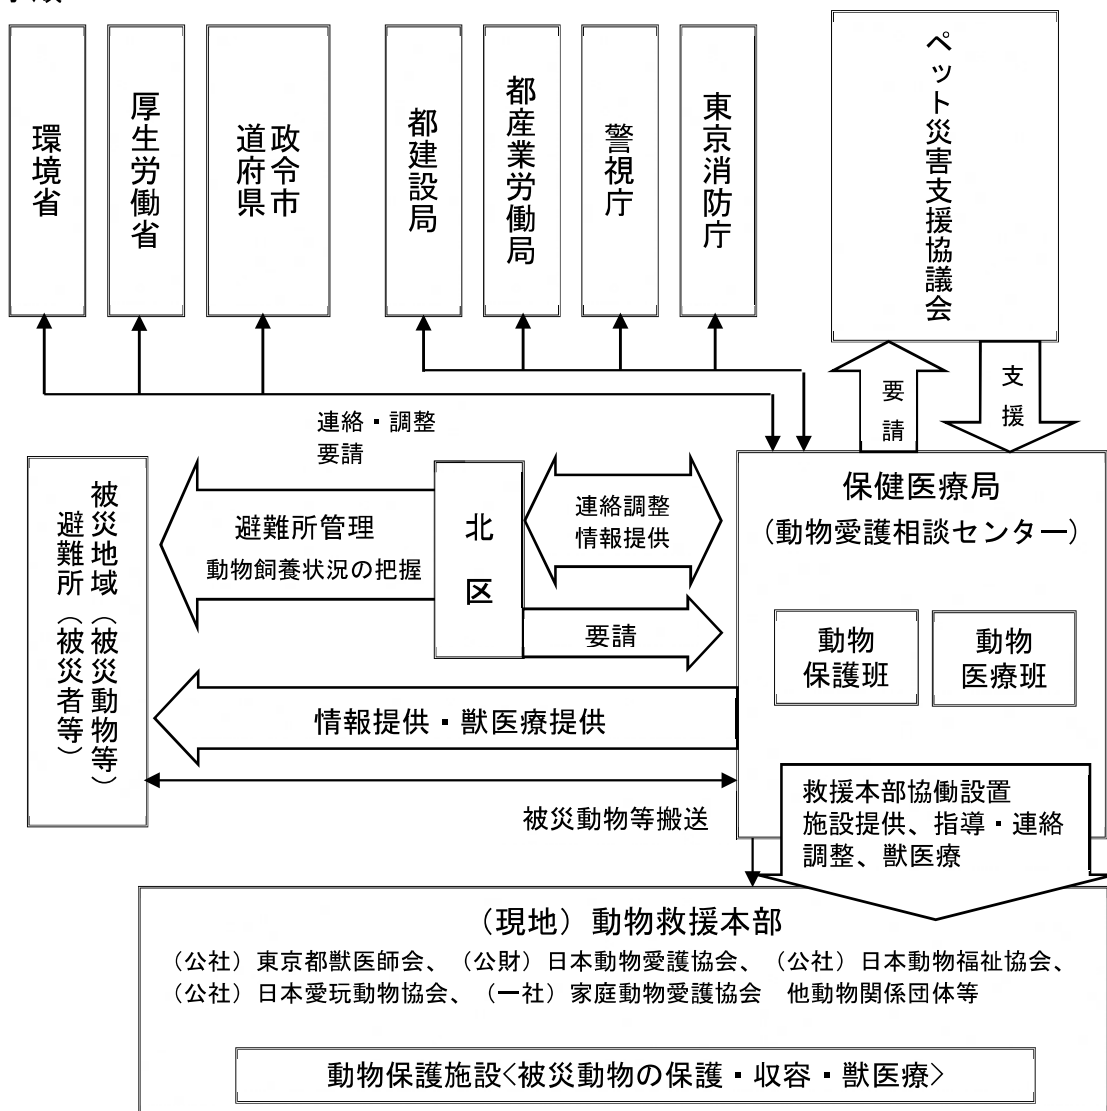 環境省
厚生労働省
政令市
道府県
都建設局
都産業労働局
警視庁
東京消防庁
ペット災害支援協議会
要請
支援
連絡・調整
要請
被災地域（被災動物等）
避難所（被災者等）
避難所管理
動物飼養状況の把握
北区
連絡調整
情報提供
要請
保健医療局
（動物愛護相談センター）
動物
保護班
動物
医療班
情報提供・獣医療提供
被災動物等搬送
救援本部協働設置
施設提供、指導・連絡
調整、獣医療
（現地）動物救援本部
（公社）東京都獣医師会、（公財）日本動物愛護協会、（公社）日本動物福祉協会、
（公社）日本愛玩動物協会、（一社）家庭動物愛護協会　他動物関係団体等
動物保護施設<被災動物の保護・収容・獣医療>